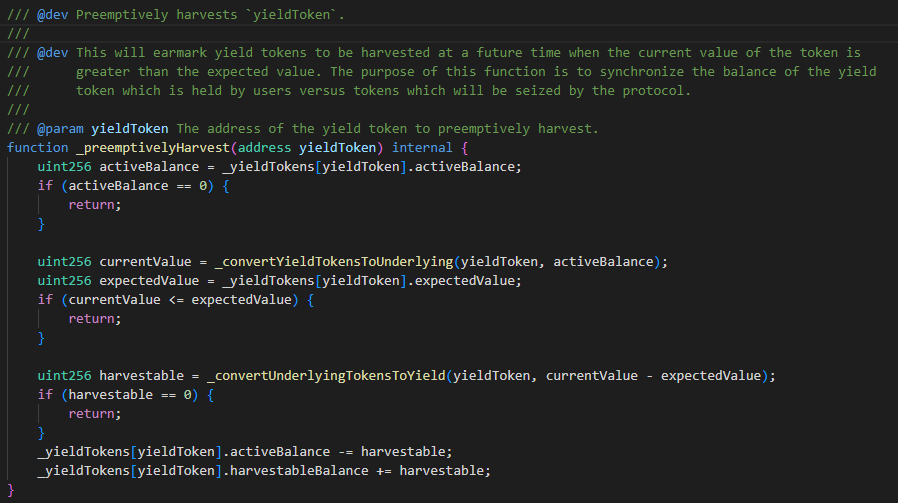 /// @dev Preemptively harvests `yieldToken`.
///
/// @dev This will earmark yield tokens to be harvested at a future time when the current value of the token is
///      greater than the expected value. The purpose of this function is to synchronize the balance of the yield
///      token which is held by users versus tokens which will be seized by the protocol.
///
/// @param yieldToken The address of the yield token to preemptively harvest.
function _preemptivelyHarvest(address yieldToken) internal {
    uint256 activeBalance = _yieldTokens[yieldToken].activeBalance;
    if (activeBalance == 0) {
        return;
    }

    uint256 currentValue = _convertYieldTokensToUnderlying(yieldToken, activeBalance);
    uint256 expectedValue = _yieldTokens[yieldToken].expectedValue;
    if (currentValue <= expectedValue) {
        return;
    }

    uint256 harvestable = _convertUnderlyingTokensToYield(yieldToken, currentValue - expectedValue);
    if (harvestable == 0) {
        return;
    }
    _yieldTokens[yieldToken].activeBalance -= harvestable;
    _yieldTokens[yieldToken].harvestableBalance += harvestable;
}